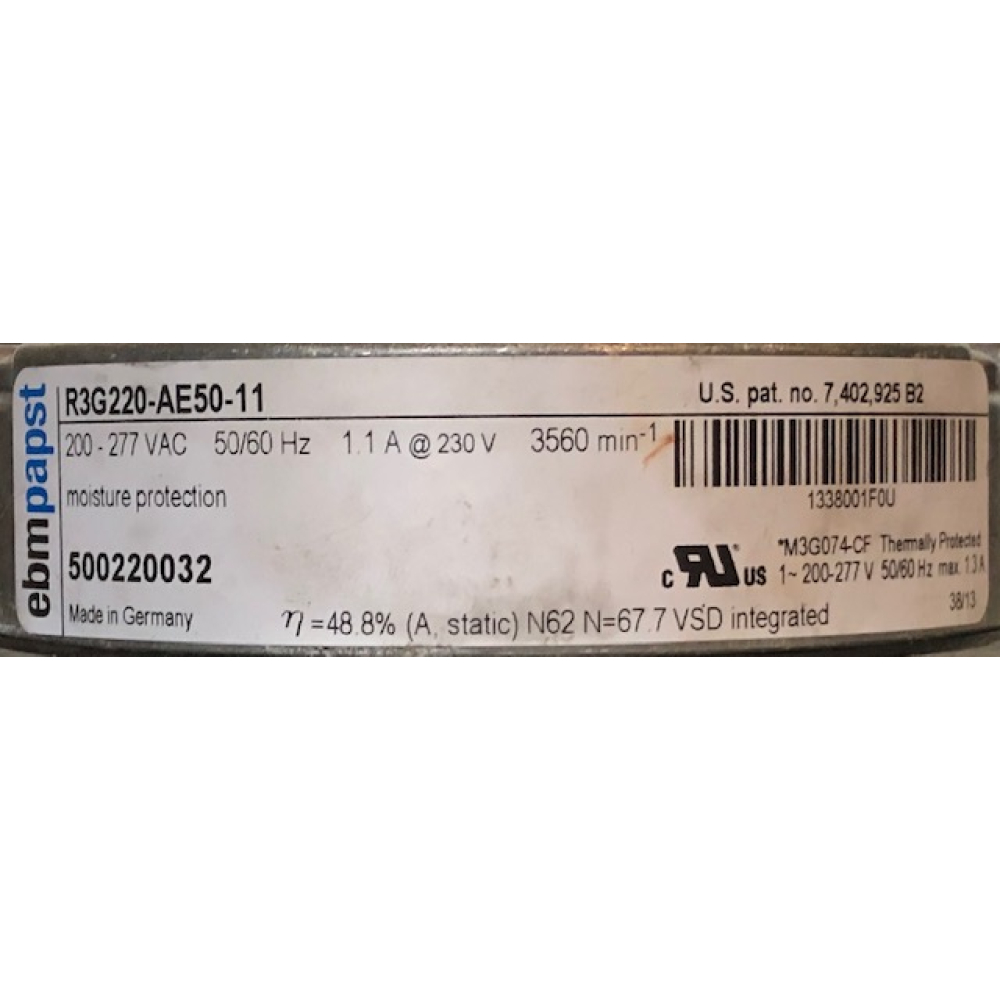 ebmpapst
R3G220-AE50-11
U.S. pat. no. 7,402,925 B2
200 - 277 VAC 50/60 Hz 1.1 A @ 230 V 3560 min-1
1338001F0U
moisture protection
*M3G074-CF Thermally Protected
500220032
c RU US 1~ 200-277 V 50/60 Hz max. 1.3 A
38/13
Made in Germany
η =48.8% (A, static) N62 N=67.7 VSD integrated